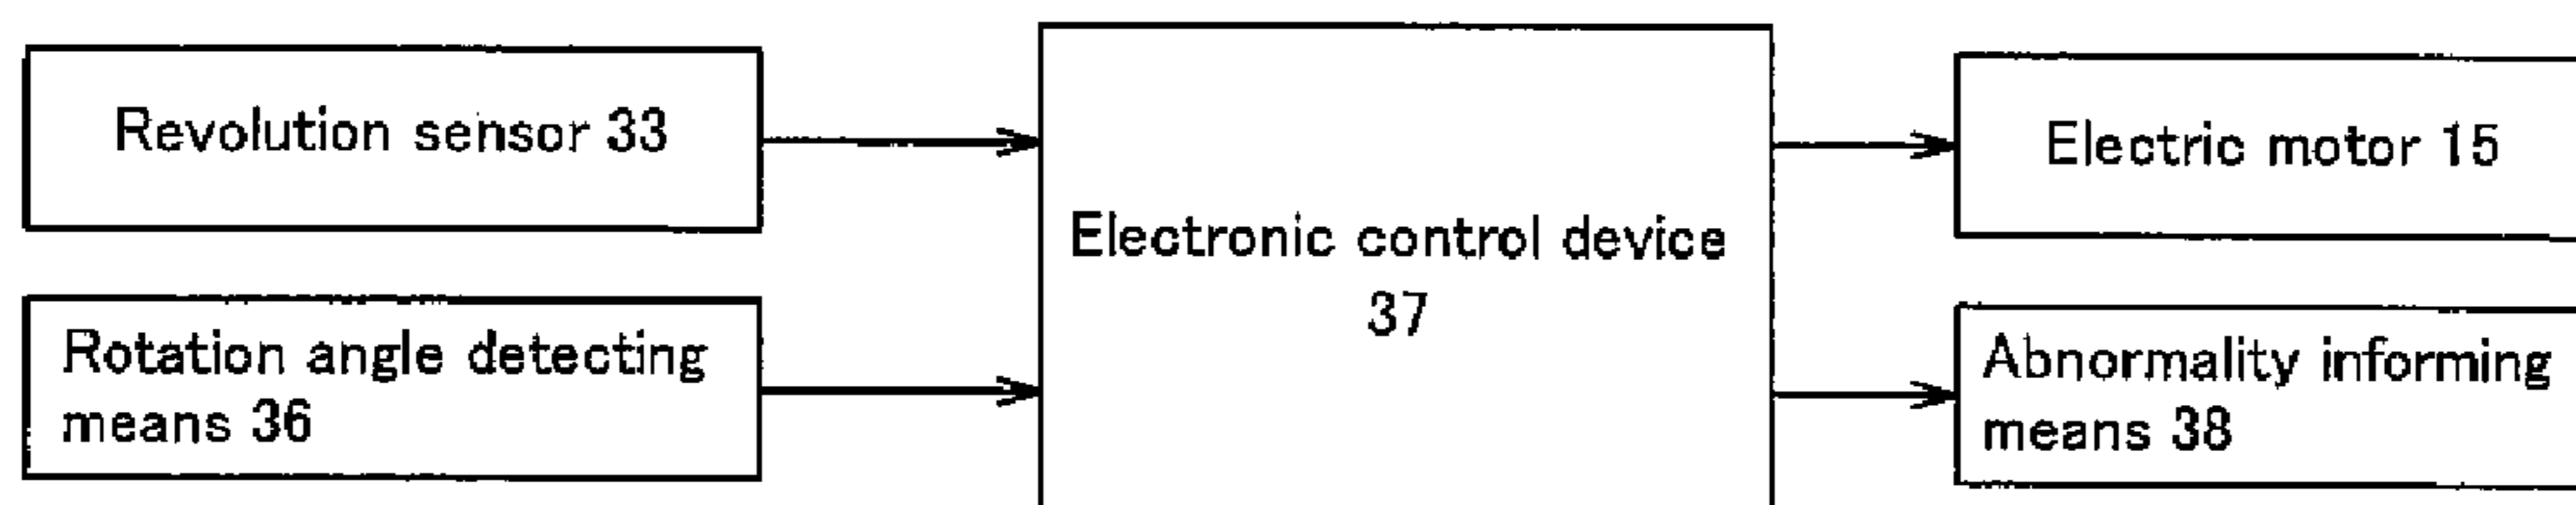 Revolution sensor 33
Rotation angle detecting
means 36
Electronic control device
37
Electric motor 15
Abnormality informing
means 38